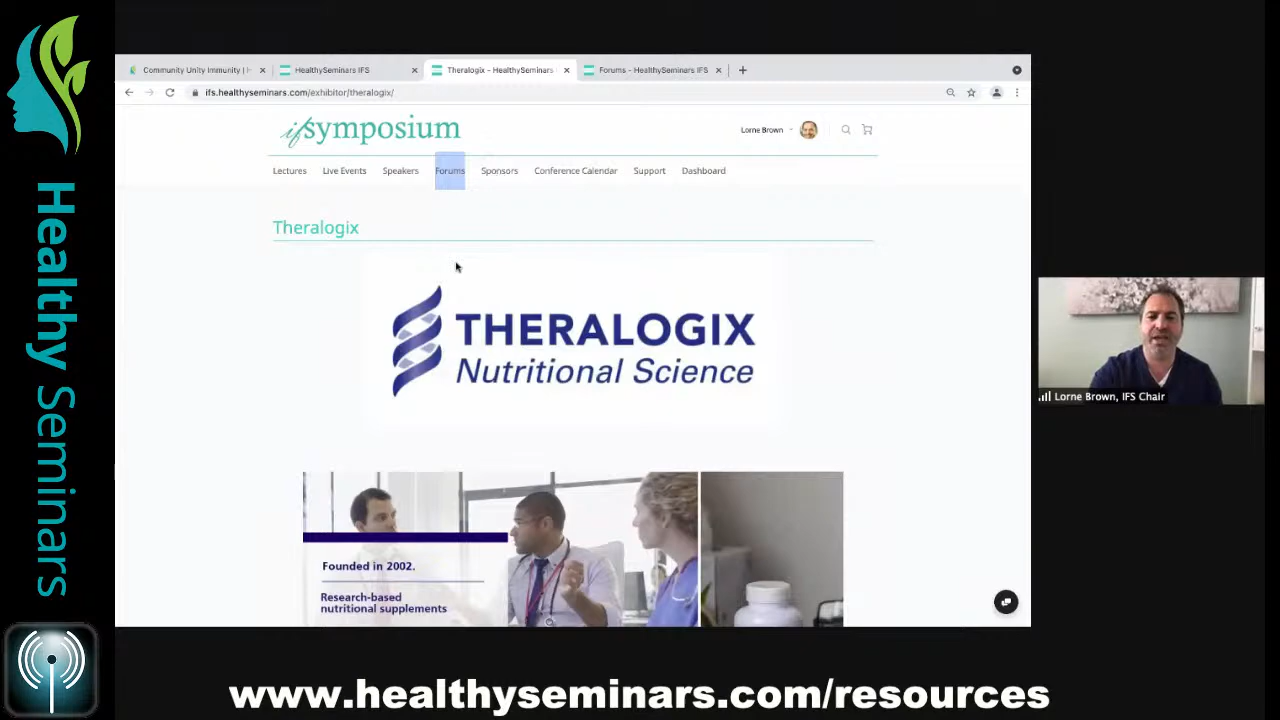 Healthy Seminars
Community Unity Immunity |
HealthySeminars IFS
Theralogix - HealthySeminars
Forums - HealthySeminars IFS
ifs.healthyseminars.com/exhibitor/theralogix/
ifsymposium
Lorne Brown
Lectures
Live Events
Speakers
Forums
Sponsors
Conference Calendar
Support
Dashboard
Theralogix
THERALOGIX
Nutritional Science
Founded in 2002.
Research-based
nutritional supplements
Lorne Brown, IFS Chair
www.healthyseminars.com/resources